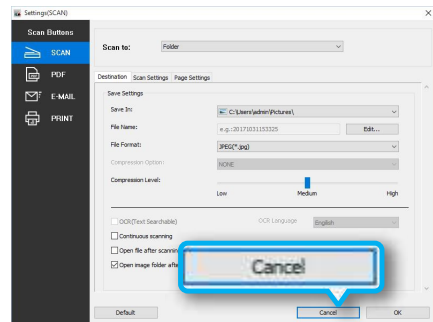 Settings(SCAN)
Scan Buttons
SCAN
PDF
E-MAIL
PRINT
Scan to:
Folder
Destination
Scan Settings
Page Settings
Save Settings
Save In:
C:\Users\admin\Pictures\
File Name:
e.g.:20171031153325
Edit...
File Format:
JPEG(*.jpg)
Compression Option:
NONE
Compression Level:
Low
Medium
High
OCR(Text Searchable)
OCR Language
English
Continuous scanning
Open file after scanning
Open image folder after
Cancel
Default
Cancel
OK